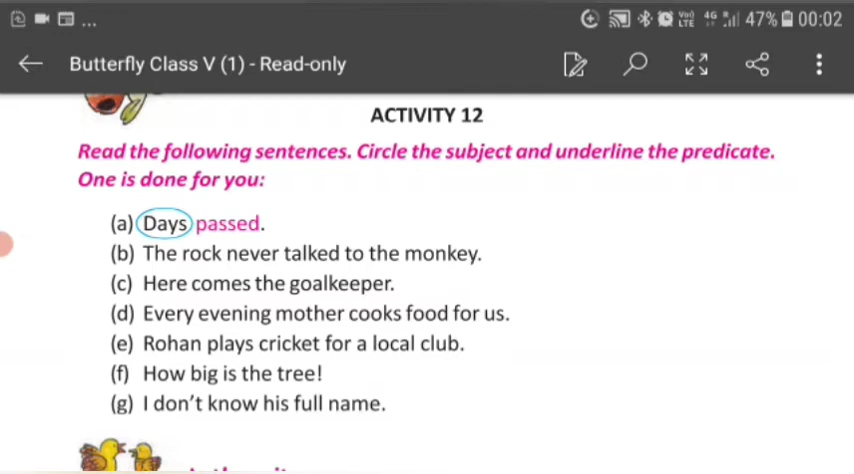 ... Vo) LTE 4G 47% 00:02
Butterfly Class V (1) - Read-only
ACTIVITY 12
Read the following sentences. Circle the subject and underline the predicate.
One is done for you:
(a) Days passed.
(b) The rock never talked to the monkey.
(c) Here comes the goalkeeper.
(d) Every evening mother cooks food for us.
(e) Rohan plays cricket for a local club.
(f) How big is the tree!
(g) I don't know his full name.